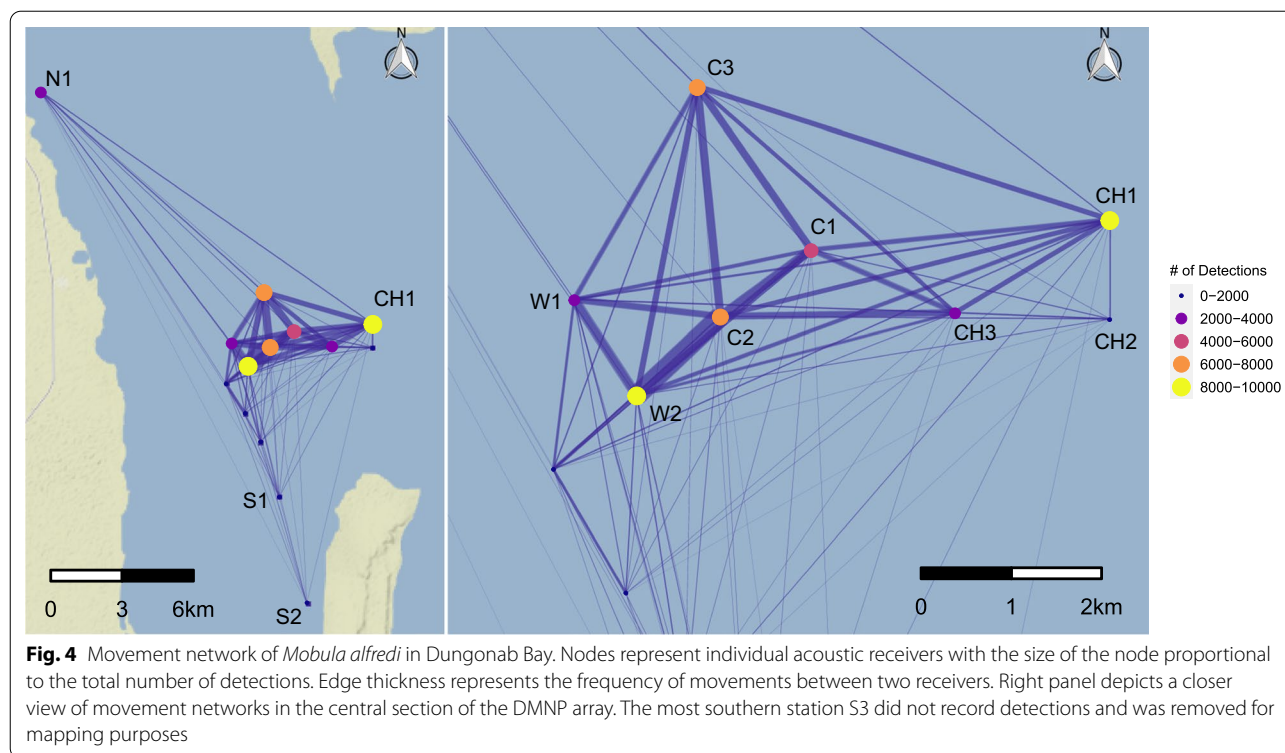 N
N1
CH1
S1
S2
0 3 6km
N
C3
CH1
C1
W1
C2
CH3
CH2
W2
0 1 2km
# of Detections
0−2000
2000−4000
4000−6000
6000−8000
8000−10000
Fig. 4 Movement network of Mobula alfredi in Dungonab Bay. Nodes represent individual acoustic receivers with the size of the node proportional
to the total number of detections. Edge thickness represents the frequency of movements between two receivers. Right panel depicts a closer
view of movement networks in the central section of the DMNP array. The most southern station S3 did not record detections and was removed for
mapping purposes